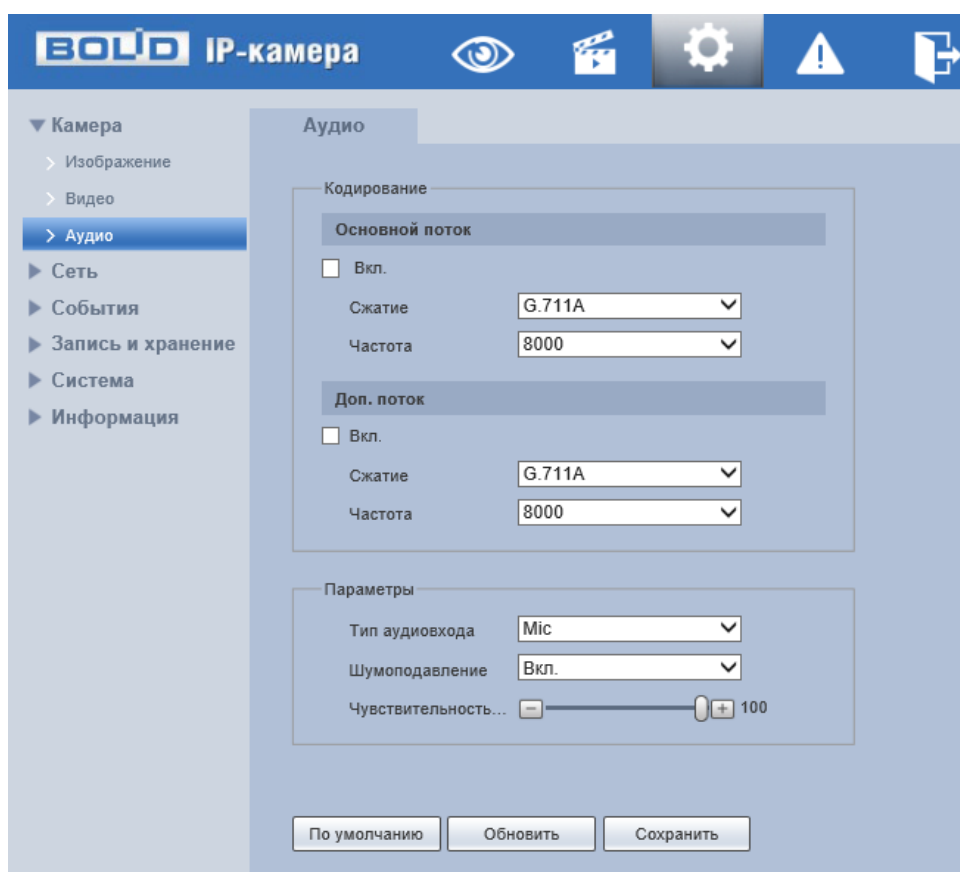 BOLID IP-камера
Камера
Изображение
Видео
Аудио
Сеть
События
Запись и хранение
Система
Информация
Аудио
Кодирование
Основной поток
Вкл.
Сжатие G.711A
Частота 8000
Доп. поток
Вкл.
Сжатие G.711A
Частота 8000
Параметры
Тип аудиовхода Mic
Шумоподавление Вкл.
Чувствительность... 100
По умолчанию Обновить Сохранить